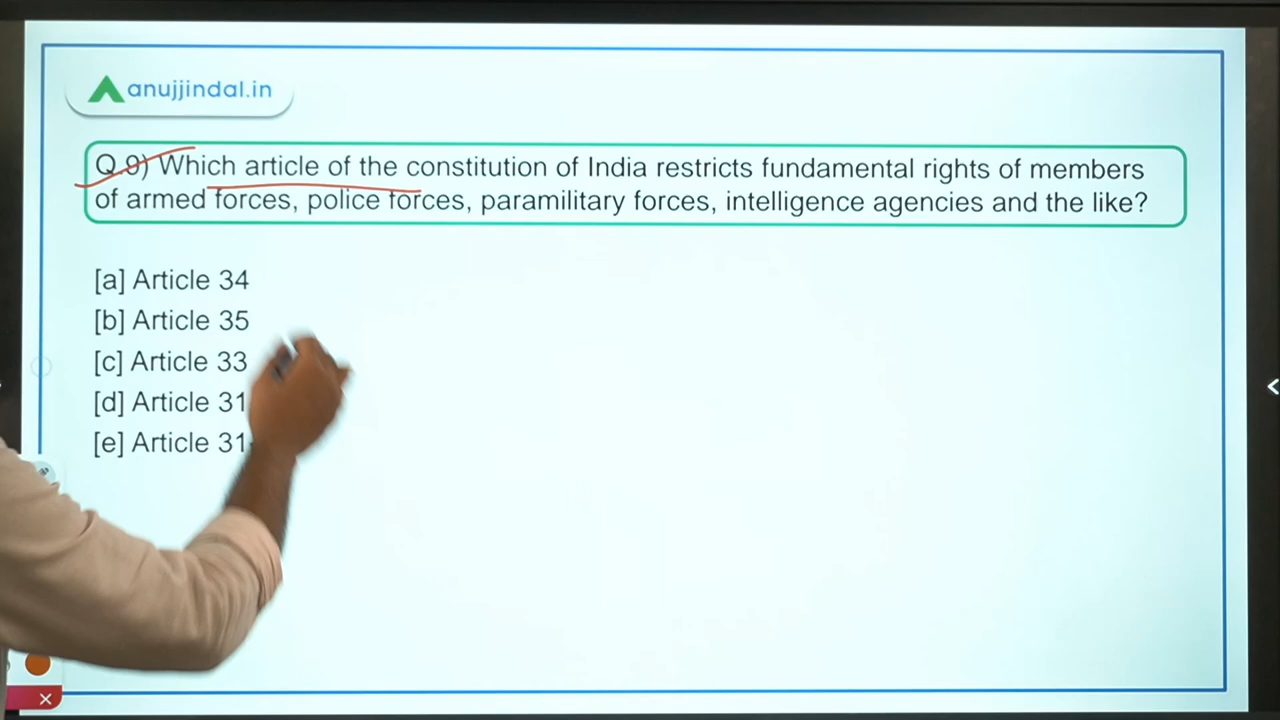 anujjindal.in
Q.9) Which article of the constitution of India restricts fundamental rights of members
of armed forces, police forces, paramilitary forces, intelligence agencies and the like?
[a] Article 34
[b] Article 35
[c] Article 33
[d] Article 31
[e] Article 31